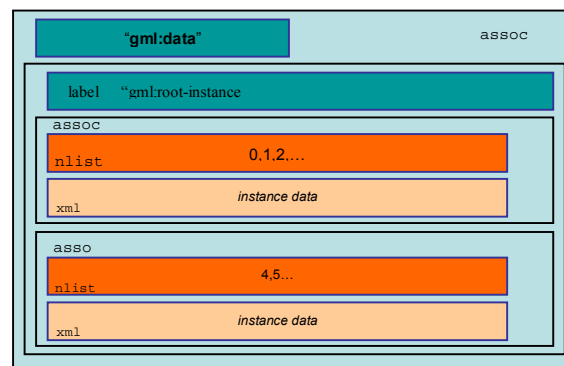 “gml:data”
assoc
label “gml:root-instance
assoc
nlist 0,1,2,…
xml instance data
asso
nlist 4,5…
xml instance data